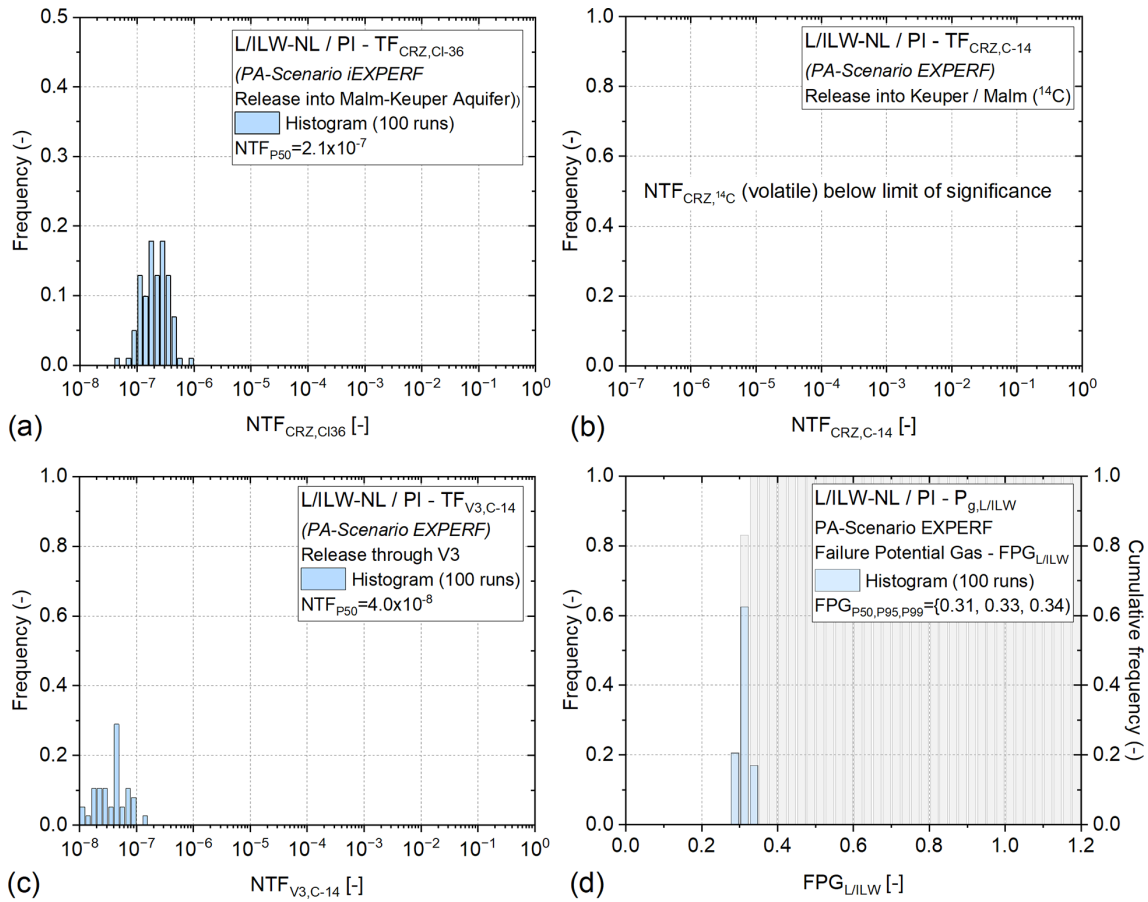 0.5
0.4
0.3
0.2
0.1
0.0
Frequency (-)
L/ILW-NL / PI - TF_CRZ,Cl-36
(PA-Scenario iEXPERF
Release into Malm-Keuper Aquifer))
Histogram (100 runs)
NTF_P50=2.1x10^-7
10^-8 10^-7 10^-6 10^-5 10^-4 10^-3 10^-2 10^-1 10^0
(a)
NTF_CRZ,Cl36 [-]
1.0
0.8
0.6
0.4
0.2
0.0
Frequency (-)
L/ILW-NL / PI - TF_CRZ,C-14
(PA-Scenario EXPERF)
Release into Keuper / Malm (^14C)
NTF_CRZ,^14C (volatile) below limit of significance
10^-7 10^-6 10^-5 10^-4 10^-3 10^-2 10^-1 10^0
(b)
NTF_CRZ,C-14 [-]
1.0
0.8
0.6
0.4
0.2
0.0
Frequency (-)
L/ILW-NL / PI - TF_V3,C-14
(PA-Scenario EXPERF)
Release through V3
Histogram (100 runs)
NTF_P50=4.0x10^-8
10^-8 10^-7 10^-6 10^-5 10^-4 10^-3 10^-2 10^-1 10^0
(c)
NTF_V3,C-14 [-]
1.0
0.8
0.6
0.4
0.2
0.0
Frequency (-)
L/ILW-NL / PI - P_g,L/ILW
PA-Scenario EXPERF
Failure Potential Gas - FPG_L/ILW
Histogram (100 runs)
FPG_P50,P95,P99={0.31, 0.33, 0.34)
1.0
0.8
0.6
0.4
0.2
0.0
Cumulative frequency (-)
0.0 0.2 0.4 0.6 0.8 1.0 1.2
(d)
FPG_L/ILW [-]